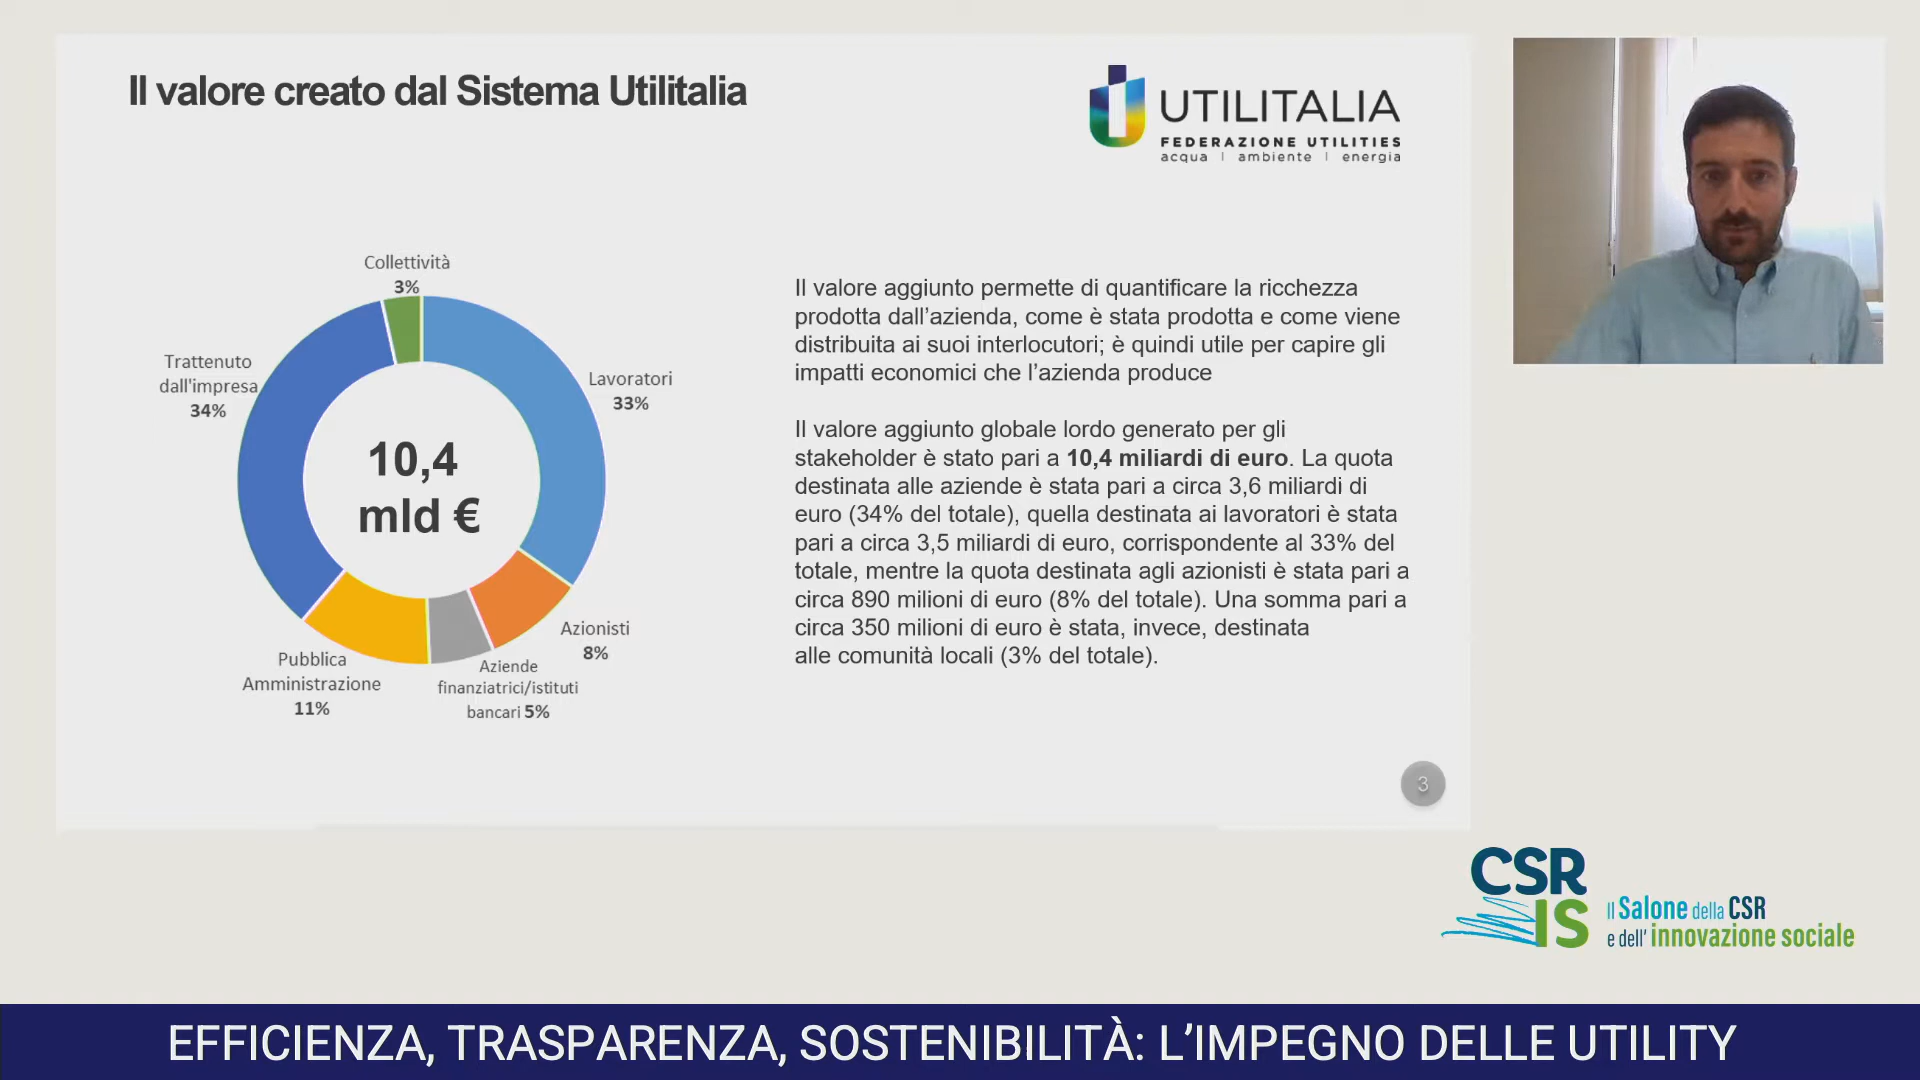 Il valore creato dal Sistema Utilitalia
UTILITALIA
FEDERAZIONE UTILITIES
acqua | ambiente | energia
Collettività
3%
Trattenuto
dall'impresa
34%
Lavoratori
33%
10,4
mld €
Azionisti
8%
Pubblica
Amministrazione
11%
Aziende
finanziatrici/istituti
bancari 5%
Il valore aggiunto permette di quantificare la ricchezza
prodotta dall’azienda, come è stata prodotta e come viene
distribuita ai suoi interlocutori; è quindi utile per capire gli
impatti economici che l’azienda produce
Il valore aggiunto globale lordo generato per gli
stakeholder è stato pari a 10,4 miliardi di euro. La quota
destinata alle aziende è stata pari a circa 3,6 miliardi di
euro (34% del totale), quella destinata ai lavoratori è stata
pari a circa 3,5 miliardi di euro, corrispondente al 33% del
totale, mentre la quota destinata agli azionisti è stata pari a
circa 890 milioni di euro (8% del totale). Una somma pari a
circa 350 milioni di euro è stata, invece, destinata
alle comunità locali (3% del totale).
3
CSR
IS
Il Salone della CSR
e dell' innovazione sociale
EFFICIENZA, TRASPARENZA, SOSTENIBILITÀ: L’IMPEGNO DELLE UTILITY